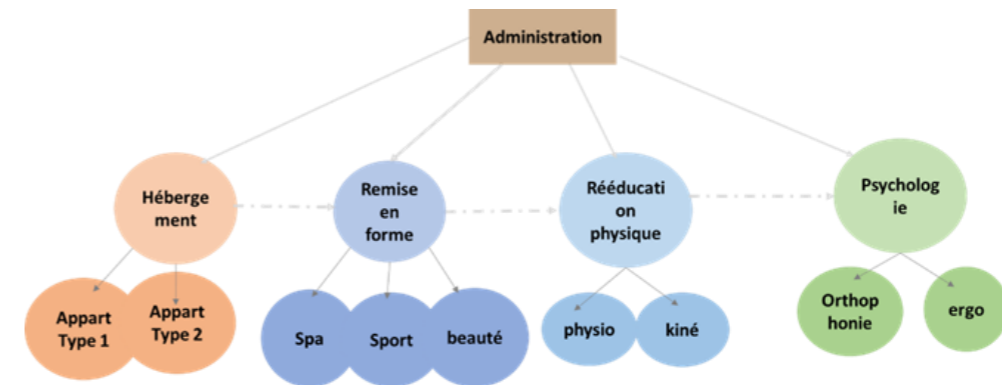 Administration
Héberge
ment
Remise
en
forme
Rééducati
on
physique
Psycholog
ie
Appart
Type 1
Appart
Type 2
Spa
Sport
beauté
physio
kiné
Orthop
honie
ergo